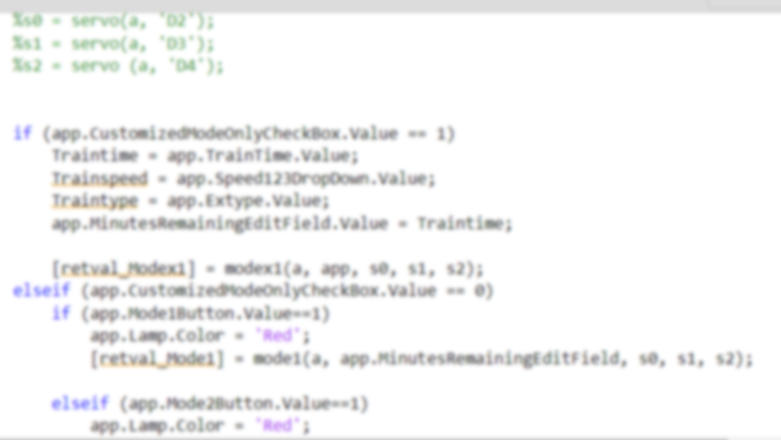 %s0 = servo(a, 'D2');
%s1 = servo(a, 'D3');
%s2 = servo (a, 'D4');
if (app.CustomizedModeOnlyCheckBox.Value == 1)
Traintime = app.TrainTime.Value;
Trainspeed = app.Speed123DropDown.Value;
Traintype = app.Extype.Value;
app.MinutesRemainingEditField.Value = Traintime;
[retval_Modex1] = modex1(a, app, s0, s1, s2);
elseif (app.CustomizedModeOnlyCheckBox.Value == 0)
if (app.Mode1Button.Value==1)
app.Lamp.Color = 'Red';
[retval_Mode1] = mode1(a, app.MinutesRemainingEditField, s0, s1, s2);
elseif (app.Mode2Button.Value==1)
app.Lamp.Color = 'Red';